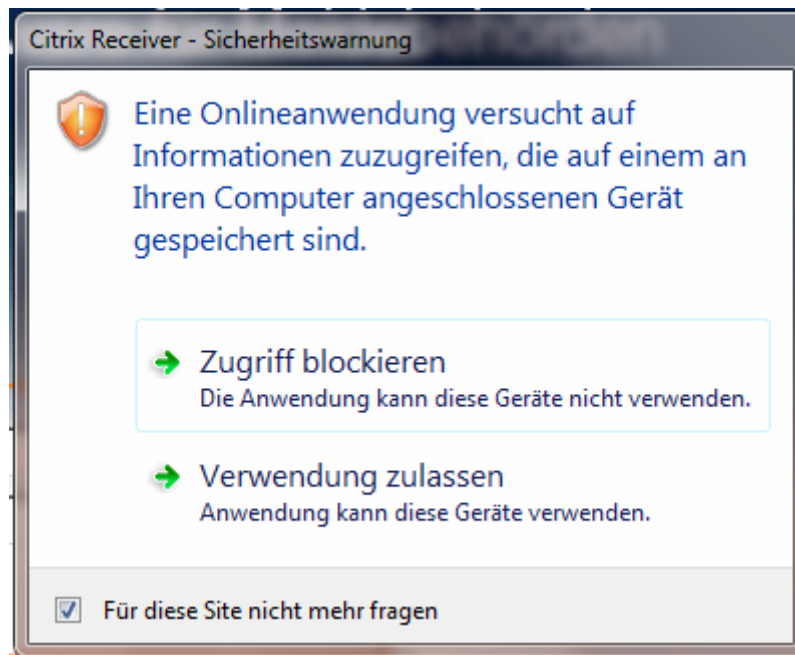 Citrix Receiver - Sicherheitswarnung
Eine Onlineanwendung versucht auf
Informationen zuzugreifen, die auf einem an
Ihren Computer angeschlossenen Gerät
gespeichert sind.
Zugriff blockieren
Die Anwendung kann diese Geräte nicht verwenden.
Verwendung zulassen
Anwendung kann diese Geräte verwenden.
Für diese Site nicht mehr fragen